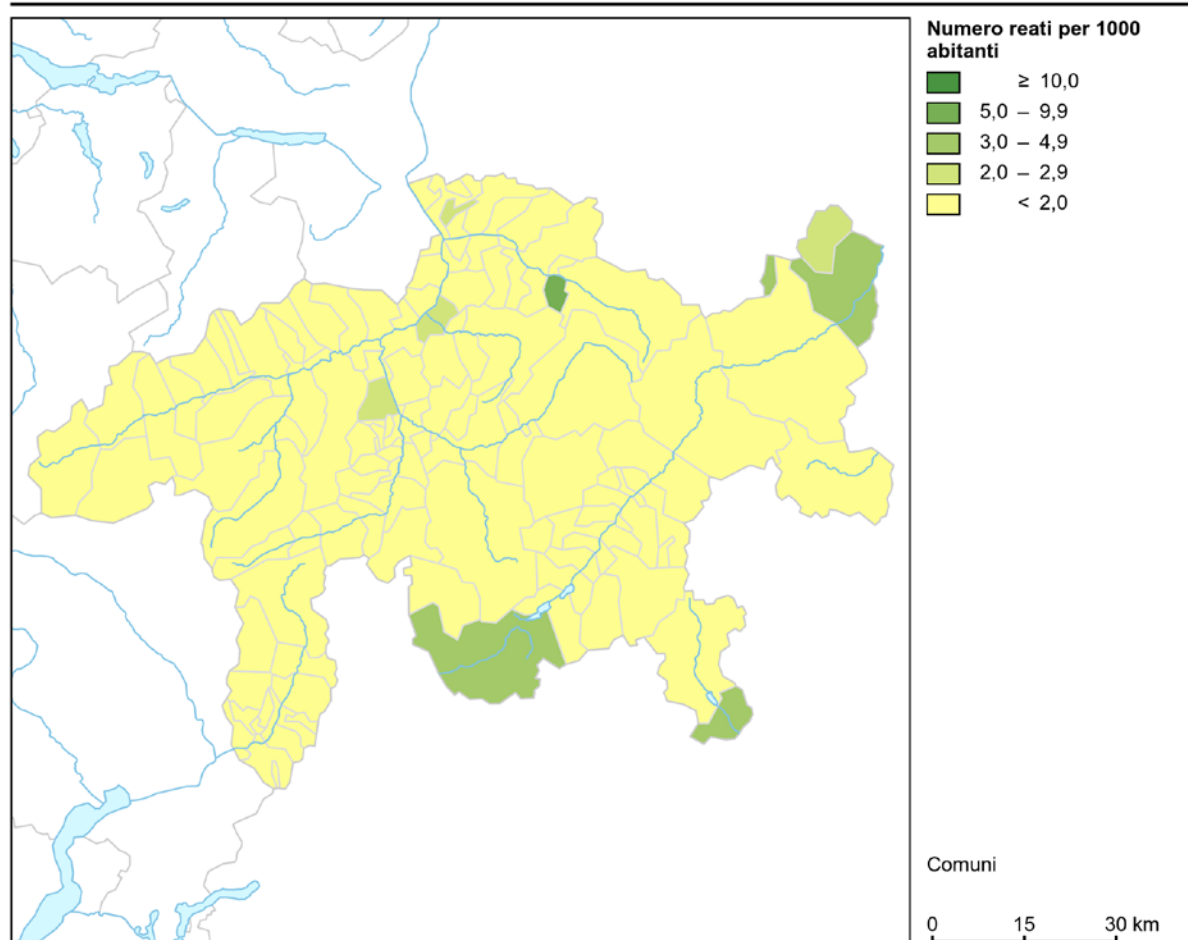 Numero reati per 1000
abitanti
≥ 10,0
5,0 – 9,9
3,0 – 4,9
2,0 – 2,9
< 2,0
Comuni
0 15 30 km